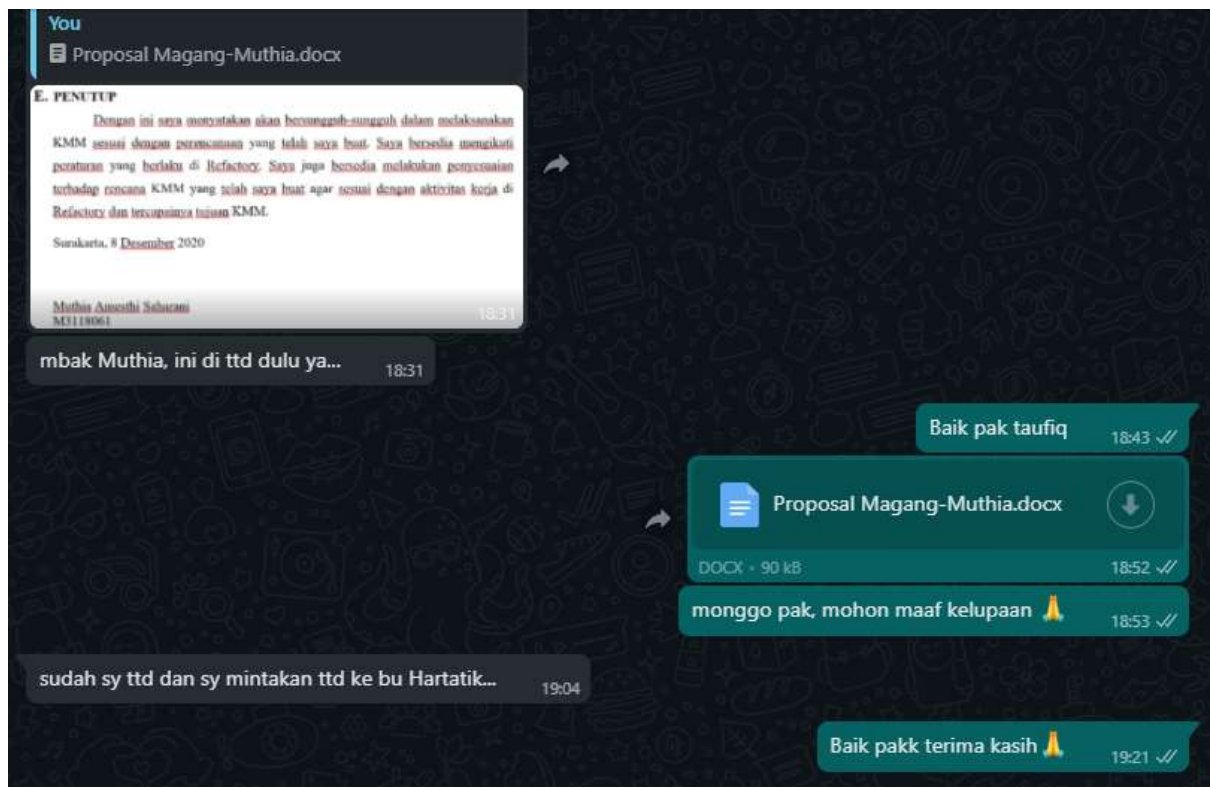 You
Proposal Magang-Muthia.docx
E. PENUTUP
Dengan ini saya menyatakan akan bersungguh-sungguh dalam melaksanakan
KMM sesuai dengan perencanaan yang telah saya buat. Saya bersedia mengikuti
peraturan yang berlaku di Refactory. Saya juga bersedia melakukan penyesuaian
terhadap rencana KMM yang telah saya buat agar sesuai dengan aktivitas kerja di
Refactory dan tercapainya tujuan KMM.
Surakarta, 8 Desember 2020
Muthia
M3118061
18:31
mbak Muthia, ini di ttd dulu ya...
18:31
Baik pak taufiq
18:43
Proposal Magang-Muthia.docx
DOCX • 90 kB
18:52
monggo pak, mohon maaf kelupaan 🙏
18:53
sudah sy ttd dan sy mintakan ttd ke bu Hartatik...
19:04
Baik pakk terima kasih 🙏
19:21